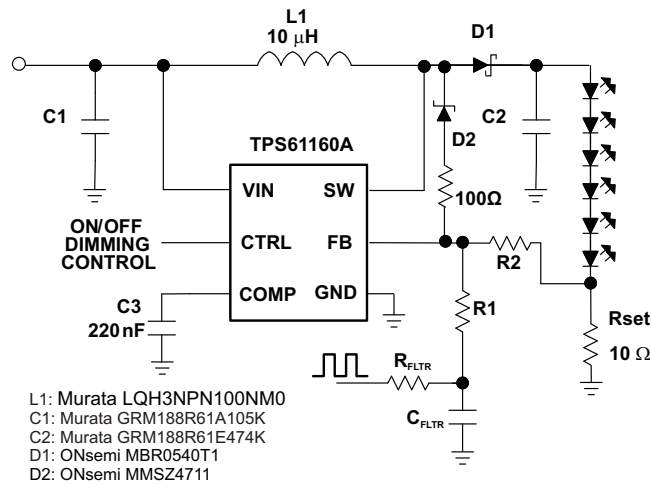 L1
10 μH
D1
C1
C2
D2
TPS61160A
VIN
SW
100Ω
ON/OFF
DIMMING
CONTROL
CTRL
FB
R2
COMP
GND
C3
220 nF
R1
Rset
10 Ω
RFLTR
CFLTR
L1: Murata LQH3NPN100NM0
C1: Murata GRM188R61A105K
C2: Murata GRM188R61E474K
D1: ONsemi MBR0540T1
D2: ONsemi MMSZ4711